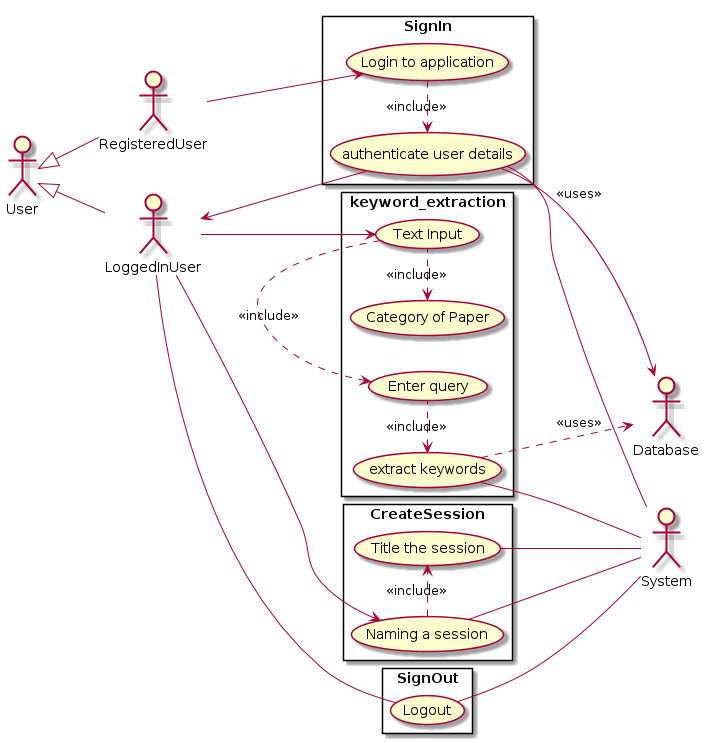 SignIn
Login to application
«include»
authenticate user details
RegisteredUser
User
«uses»
LoggedInUser
keyword_extraction
Text Input
«include»
Category of Paper
«include»
Enter query
«include»
extract keywords
«uses»
Database
CreateSession
Title the session
«include»
Naming a session
System
SignOut
Logout